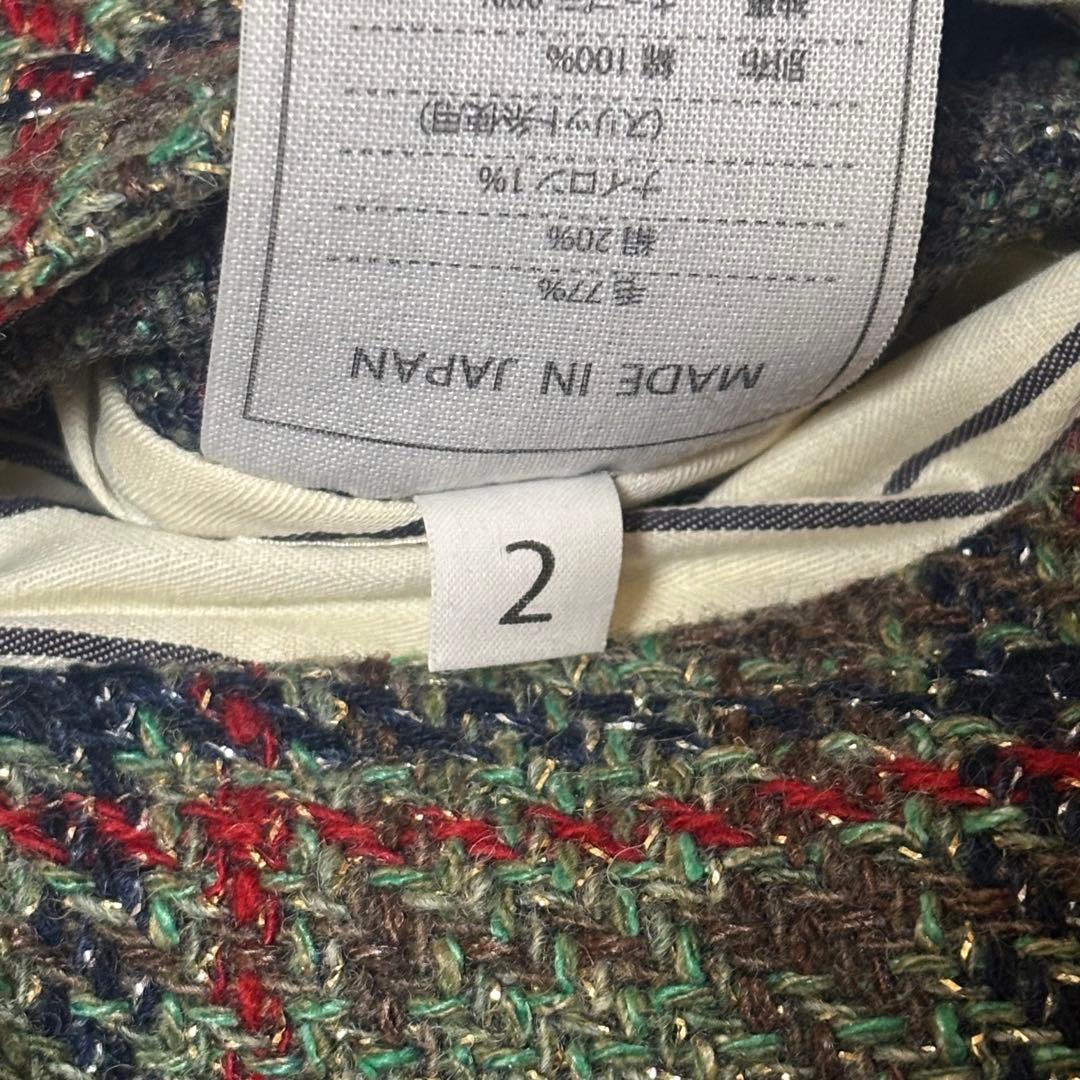 MADE IN JAPAN
毛 77%
絹 20%
ナイロン 1%
(スリット糸使用)
別布 綿 100%
2